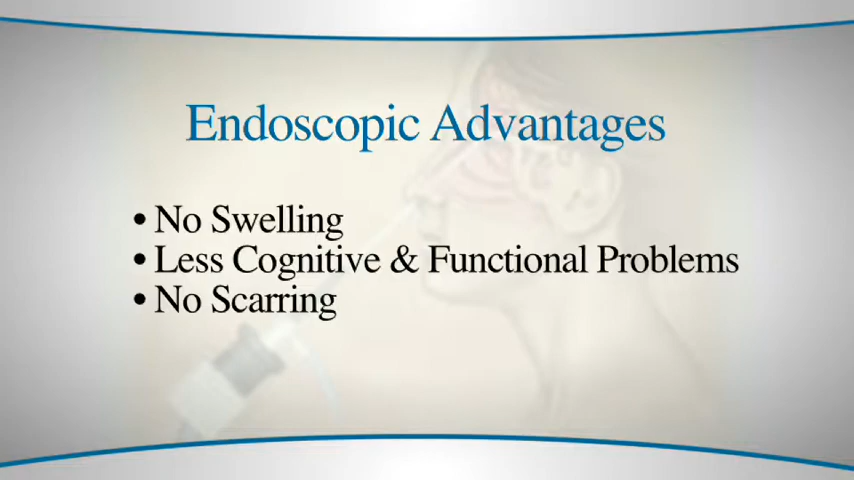 Endoscopic Advantages
• No Swelling
• Less Cognitive & Functional Problems
• No Scarring